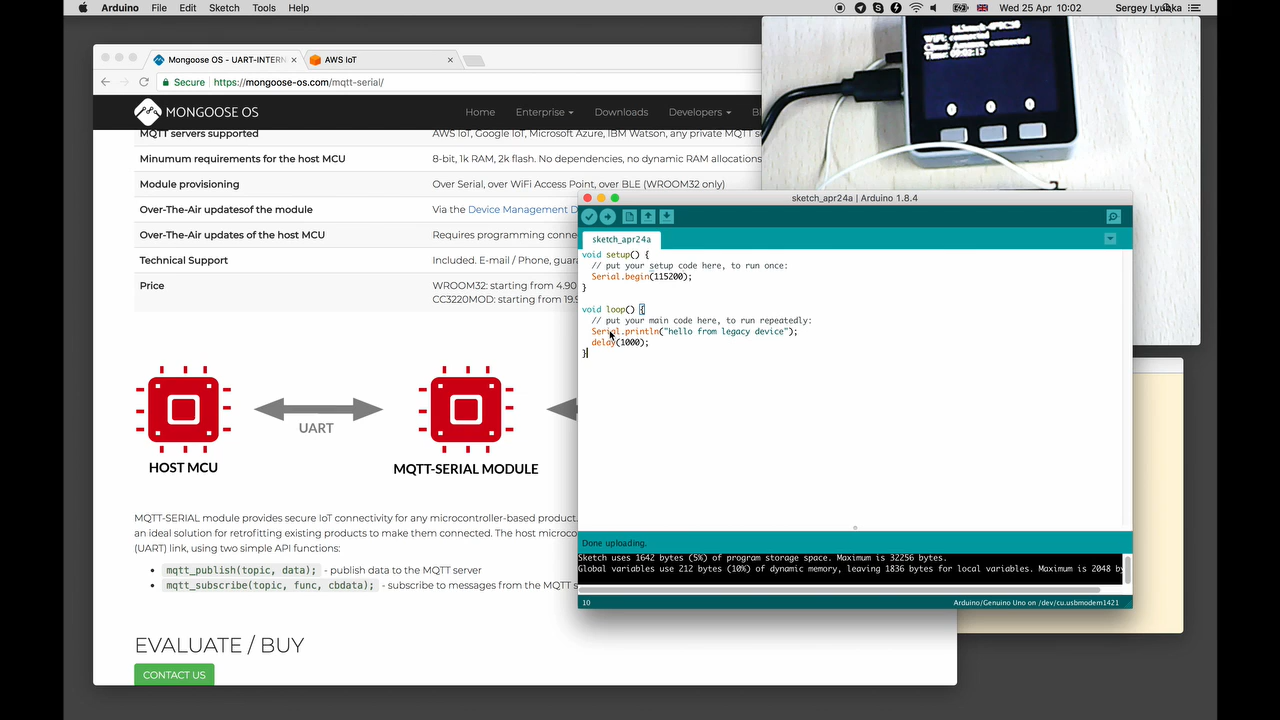 Arduino File Edit Sketch Tools Help
Wed 25 Apr 10:02
Mongoose OS - UART-INTERN
AWS IoT
Secure https://mongoose-os.com/mqtt-serial/
MONGOOSE OS Home Enterprise Downloads Developers
MQTT servers supported AWS IoT, Google IoT, Microsoft Azure, IBM Watson, any private MQTT
Minumum requirements for the host MCU 8-bit, 1k RAM, 2k flash. No dependencies, no dynamic RAM allocations
Module provisioning Over Serial, over WiFi Access Point, over BLE (WROOM32 only)
Over-The-Air updatesof the module Via the Device Management D
Over-The-Air updates of the host MCU Requires programming conne
Technical Support Included. E-mail / Phone, guara
Price WROOM32: starting from 4.90
CC3220MOD: starting from 19.9
HOST MCU
UART
MQTT-SERIAL MODULE
MQTT-SERIAL module provides secure IoT connectivity for any microcontroller-based product.
an ideal solution for retrofitting existing products to make them connected. The host microco
(UART) link, using two simple API functions:
mqtt_publish(topic, data); - publish data to the MQTT server
mqtt_subscribe(topic, func, cbdata); - subscribe to messages from the MQTT s
EVALUATE / BUY
CONTACT US
WiFi: connected
sketch_apr24a | Arduino 1.8.4
sketch_apr24a
void setup() {
// put your setup code here, to run once:
Serial.begin(115200);
}
void loop() {
// put your main code here, to run repeatedly:
Serial.println("hello from legacy device");
delay(1000);
}
Done uploading.
Sketch uses 1642 bytes (5%) of program storage space. Maximum is 32256 bytes.
Global variables use 212 bytes (10%) of dynamic memory, leaving 1836 bytes for local variables. Maximum is 2048 by
10 Arduino/Genuino Uno on /dev/cu.usbmodem1421